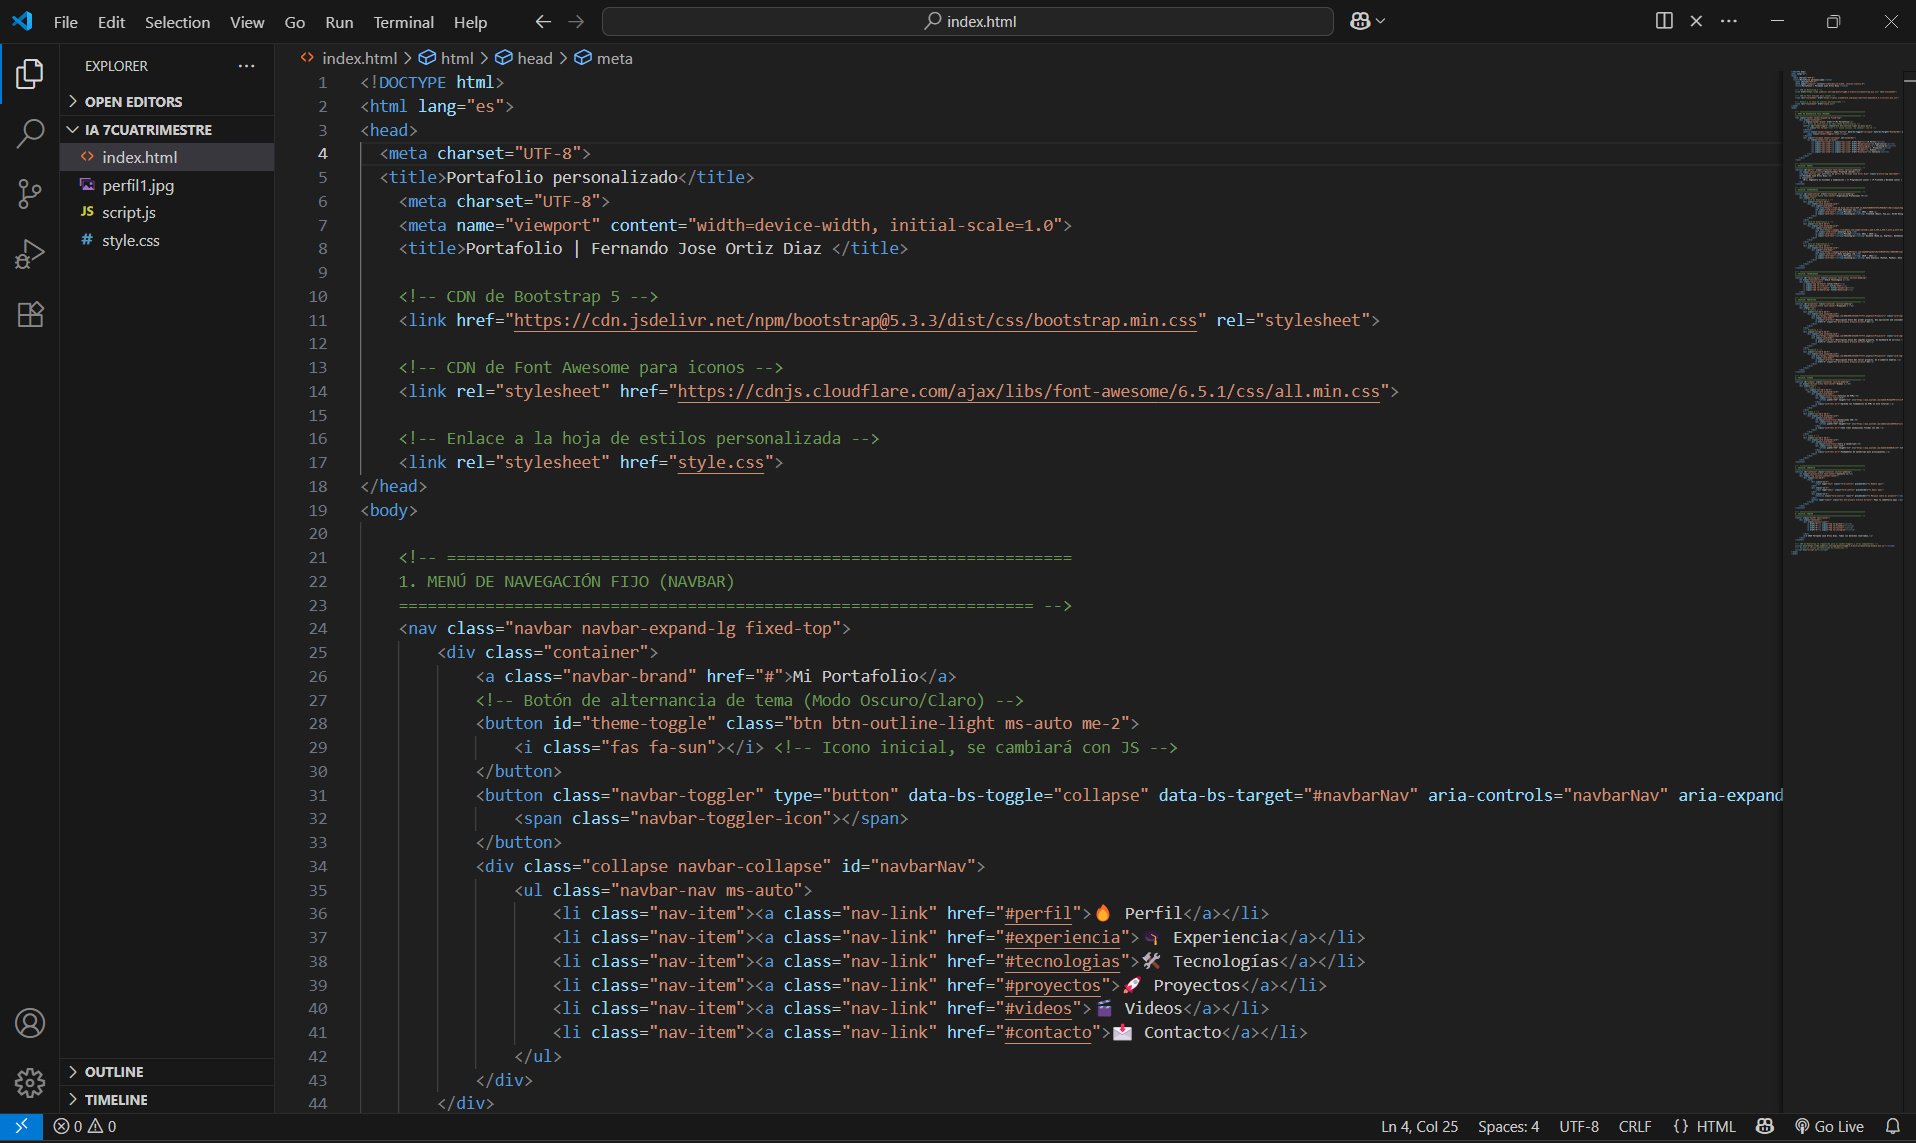 File Edit Selection View Go Run Terminal Help
index.html
EXPLORER
OPEN EDITORS
IA 7CUATRIMESTRE
index.html
perfil1.jpg
JS script.js
# style.css
OUTLINE
TIMELINE
index.html > html > head > meta
1 <!DOCTYPE html>
2 <html lang="es">
3 <head>
4 <meta charset="UTF-8">
5 <title>Portafolio personalizado</title>
6 <meta charset="UTF-8">
7 <meta name="viewport" content="width=device-width, initial-scale=1.0">
8 <title>Portafolio | Fernando Jose Ortiz Diaz </title>
9
10 <!-- CDN de Bootstrap 5 -->
11 <link href="https://cdn.jsdelivr.net/npm/bootstrap@5.3.3/dist/css/bootstrap.min.css" rel="stylesheet">
12
13 <!-- CDN de Font Awesome para iconos -->
14 <link rel="stylesheet" href="https://cdnjs.cloudflare.com/ajax/libs/font-awesome/6.5.1/css/all.min.css">
15
16 <!-- Enlace a la hoja de estilos personalizada -->
17 <link rel="stylesheet" href="style.css">
18 </head>
19 <body>
20
21 <!-- =================================================================
22 1. MENÚ DE NAVEGACIÓN FIJO (NAVBAR)
23 ================================================================== -->
24 <nav class="navbar navbar-expand-lg fixed-top">
25 <div class="container">
26 <a class="navbar-brand" href="#">Mi Portafolio</a>
27 <!-- Botón de alternancia de tema (Modo Oscuro/Claro) -->
28 <button id="theme-toggle" class="btn btn-outline-light ms-auto me-2">
29 <i class="fas fa-sun"></i> <!-- Icono inicial, se cambiará con JS -->
30 </button>
31 <button class="navbar-toggler" type="button" data-bs-toggle="collapse" data-bs-target="#navbarNav" aria-controls="navbarNav" aria-expand
32 <span class="navbar-toggler-icon"></span>
33 </button>
34 <div class="collapse navbar-collapse" id="navbarNav">
35 <ul class="navbar-nav ms-auto">
36 <li class="nav-item"><a class="nav-link" href="#perfil">🔥 Perfil</a></li>
37 <li class="nav-item"><a class="nav-link" href="#experiencia"> Experiencia</a></li>
38 <li class="nav-item"><a class="nav-link" href="#tecnologias">🛠 Tecnologías</a></li>
39 <li class="nav-item"><a class="nav-link" href="#proyectos">🚀 Proyectos</a></li>
40 <li class="nav-item"><a class="nav-link" href="#videos">🎬 Videos</a></li>
41 <li class="nav-item"><a class="nav-link" href="#contacto">📩 Contacto</a></li>
42 </ul>
43 </div>
44 </div>
0 0
Ln 4, Col 25 Spaces: 4 UTF-8 CRLF {} HTML Go Live